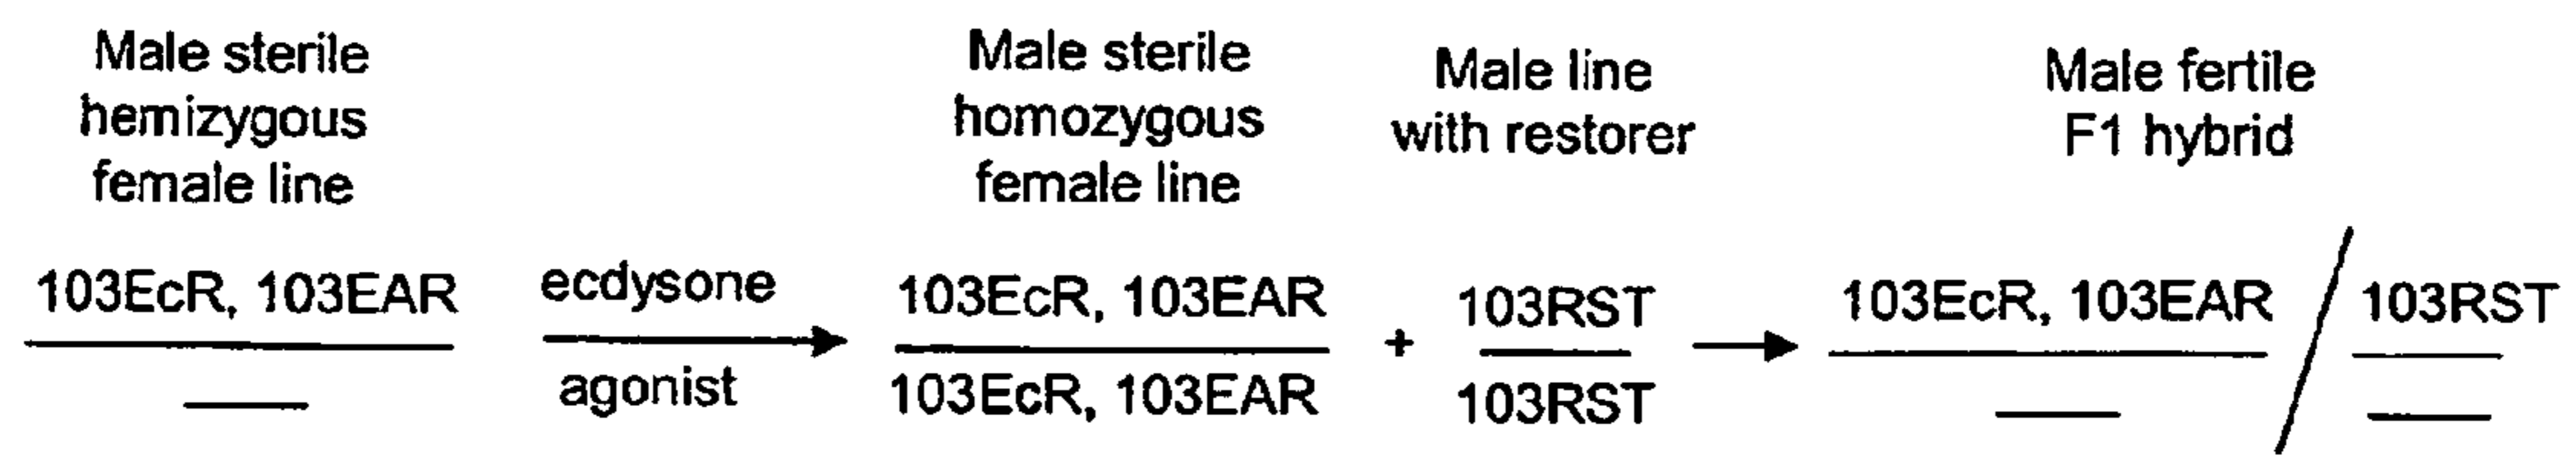 Male sterile
hemizygous
female line
Male sterile
homozygous
female line
Male line
with restorer
Male fertile
F1 hybrid
103EcR, 103EAR
ecdysone
agonist
103EcR, 103EAR
103EcR, 103EAR
+
103RST
103RST
103EcR, 103EAR
103RST